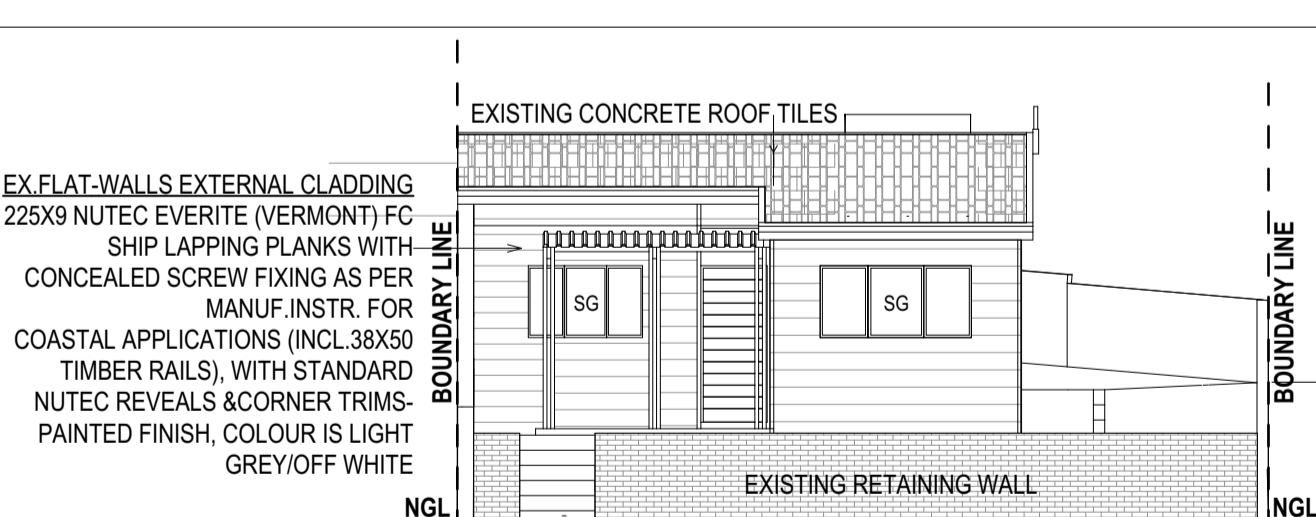 EXISTING CONCRETE ROOF TILES
EX.FLAT-WALLS EXTERNAL CLADDING
225X9 NUTEC EVERITE (VERMONT) FC
SHIP LAPPING PLANKS WITH
CONCEALED SCREW FIXING AS PER
MANUF.INSTR. FOR
COASTAL APPLICATIONS (INCL.38X50
TIMBER RAILS), WITH STANDARD
NUTEC REVEALS &CORNER TRIMS-
PAINTED FINISH, COLOUR IS LIGHT
GREY/OFF WHITE
BOUNDARY LINE
SG
SG
BOUNDARY LINE
EXISTING RETAINING WALL
NGL
NGL